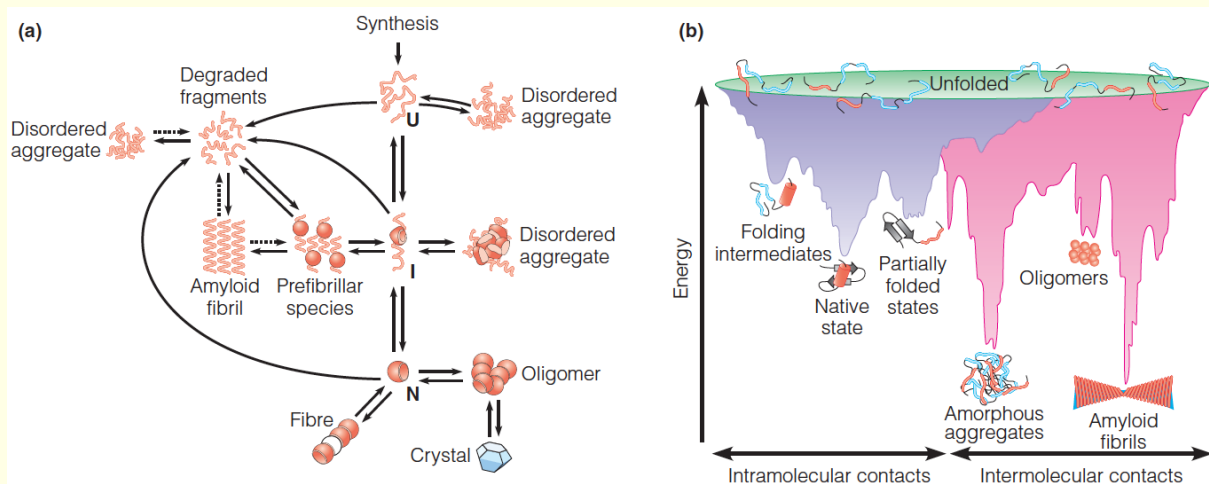 (a)
Synthesis
Degraded
fragments
Disordered
aggregate
U
Disordered
aggregate
Amyloid
fibril
Prefibrillar
species
I
Disordered
aggregate
N
Oligomer
Fibre
Crystal
(b)
Unfolded
Energy
Folding
intermediates
Native
state
Partially
folded
states
Oligomers
Amorphous
aggregates
Amyloid
fibrils
Intramolecular contacts
Intermolecular contacts